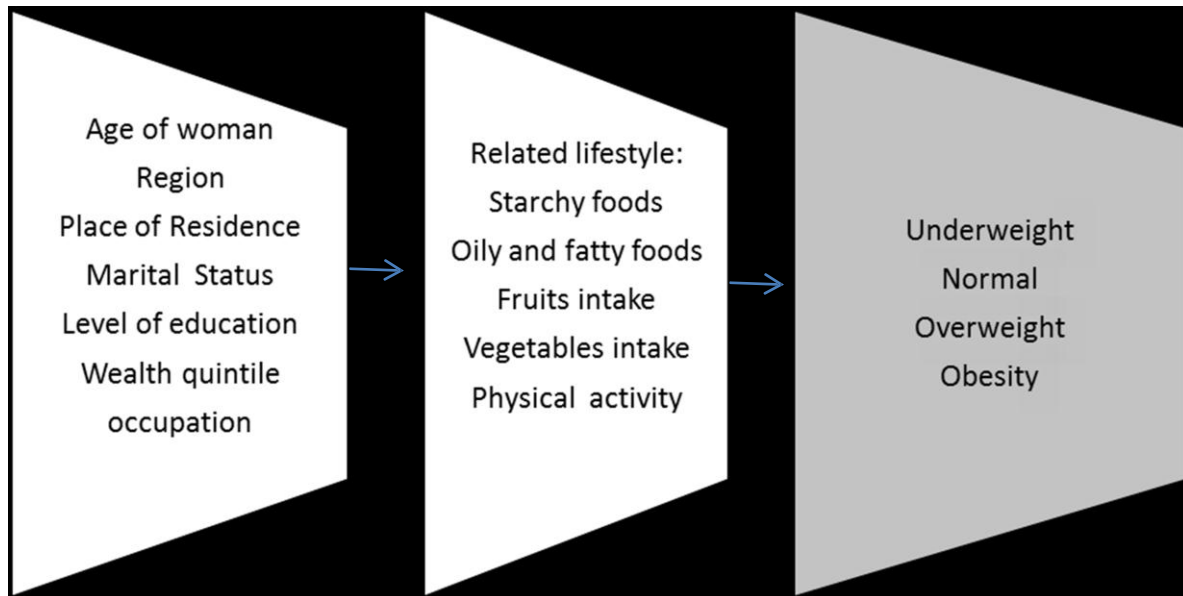 Age of woman
Region
Place of Residence
Marital Status
Level of education
Wealth quintile
occupation
Related lifestyle:
Starchy foods
Oily and fatty foods
Fruits intake
Vegetables intake
Physical activity
Underweight
Normal
Overweight
Obesity